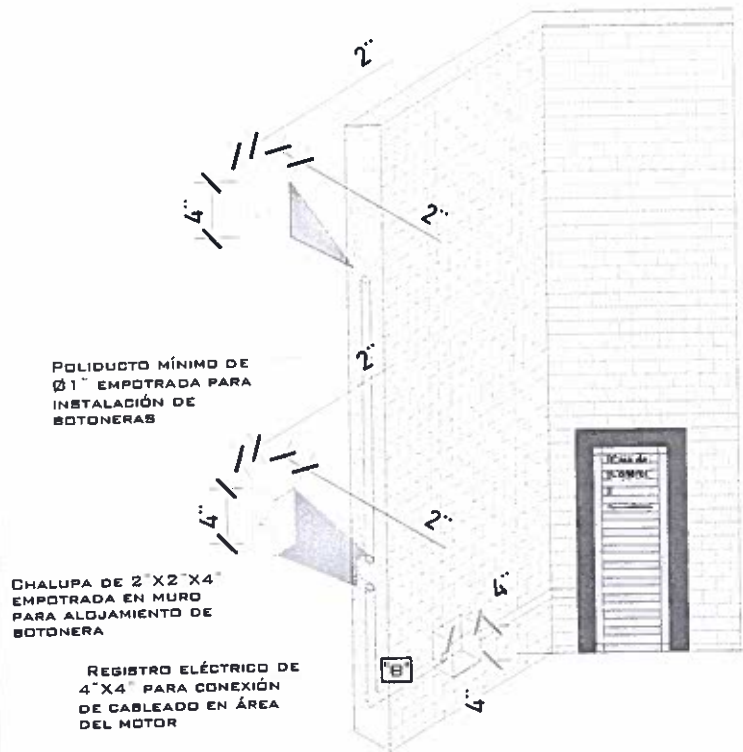 2"
4"
2"
POLIDUCTO MÍNIMO DE
Ø1" EMPOTRADA PARA
INSTALACIÓN DE
BOTONERAS
2"
4"
2"
CHALUPA DE 2"X2"X4"
EMPOTRADA EN MURO
PARA ALOJAMIENTO DE
BOTONERA
4"
REGISTRO ELÉCTRICO DE
4"X4" PARA CONEXIÓN
DE CABLEADO EN ÁREA
DEL MOTOR
"B"
4"